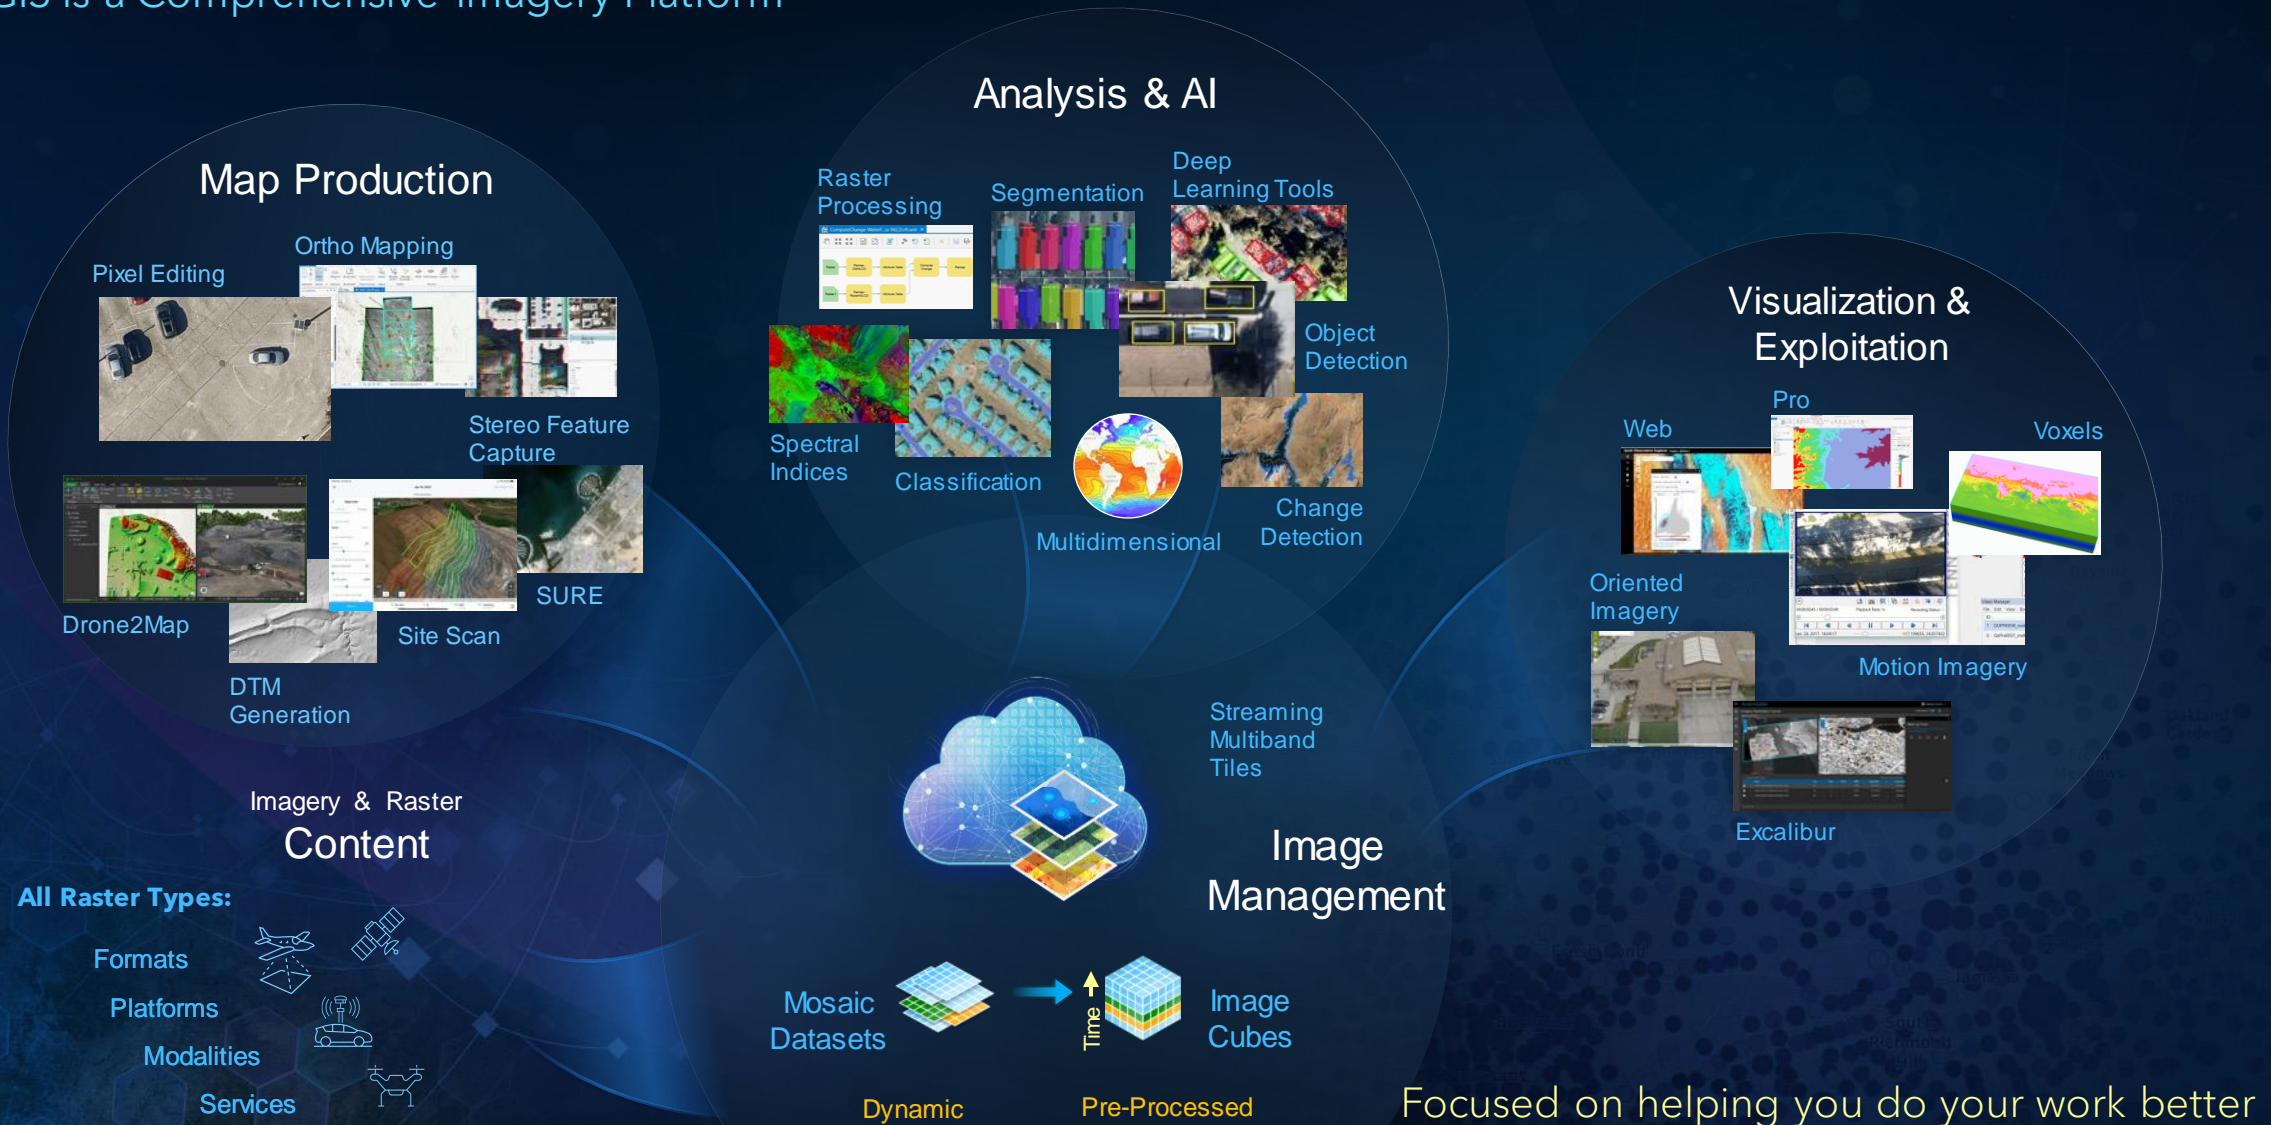 GIS is a Comprehensive Imagery Platform
Analysis & AI
Map Production
Raster
Processing
Segmentation
Deep
Learning Tools
Ortho Mapping
Pixel Editing
Stereo Feature
Capture
Object
Detection
Spectral
Indices
Classification
Multidimensional
Change
Detection
Drone2Map
Site Scan
SURE
DTM
Generation
Visualization &
Exploitation
Pro
Web
Voxels
Oriented
Imagery
Motion Imagery
Excalibur
Imagery & Raster
Content
All Raster Types:
Formats
Platforms
Modalities
Services
Streaming
Multiband
Tiles
Image
Management
Mosaic
Datasets
Time
Image
Cubes
Dynamic
Pre-Processed
Focused on helping you do your work better